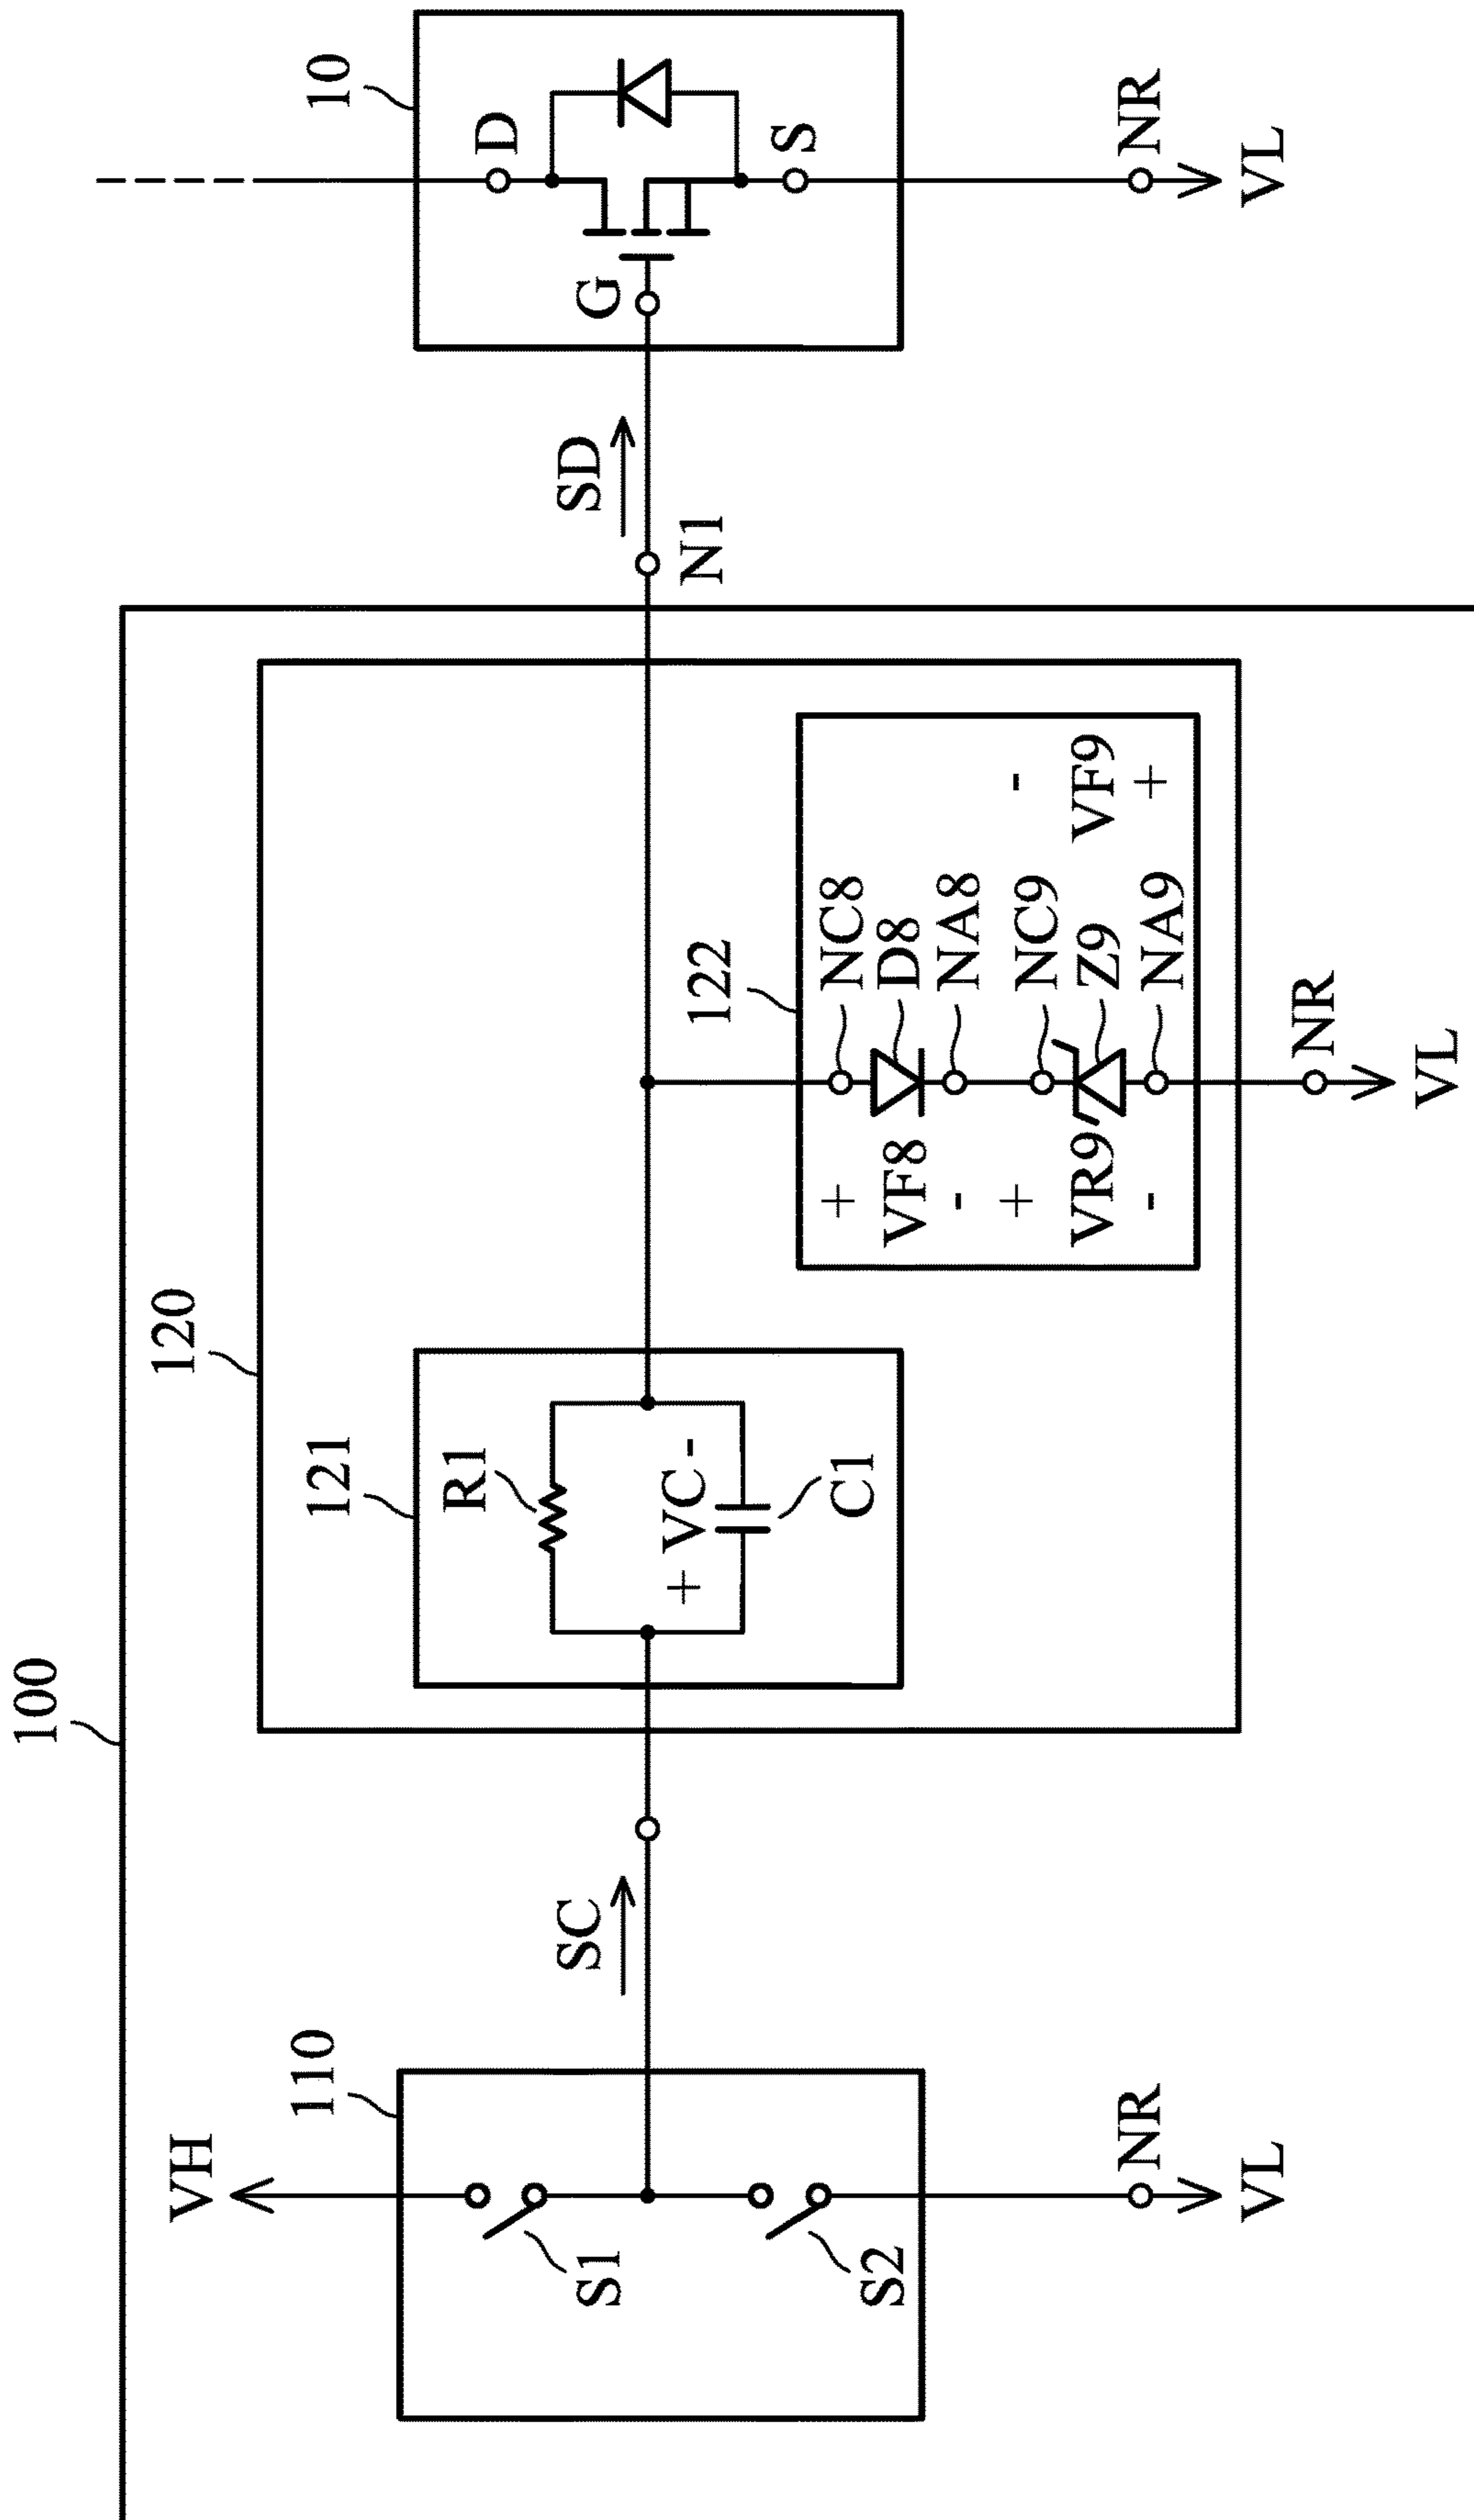 100
120
VH
110
121
10
R1
D
SC
SD
G
S1
+ VC -
N1
122
S
C1
S2
+
NC8
VF8
D8
-
NA8
+
NC9
-
VR9
Z9
VF9
-
NA9
+
NR
VL
NR
VL
NR
VL